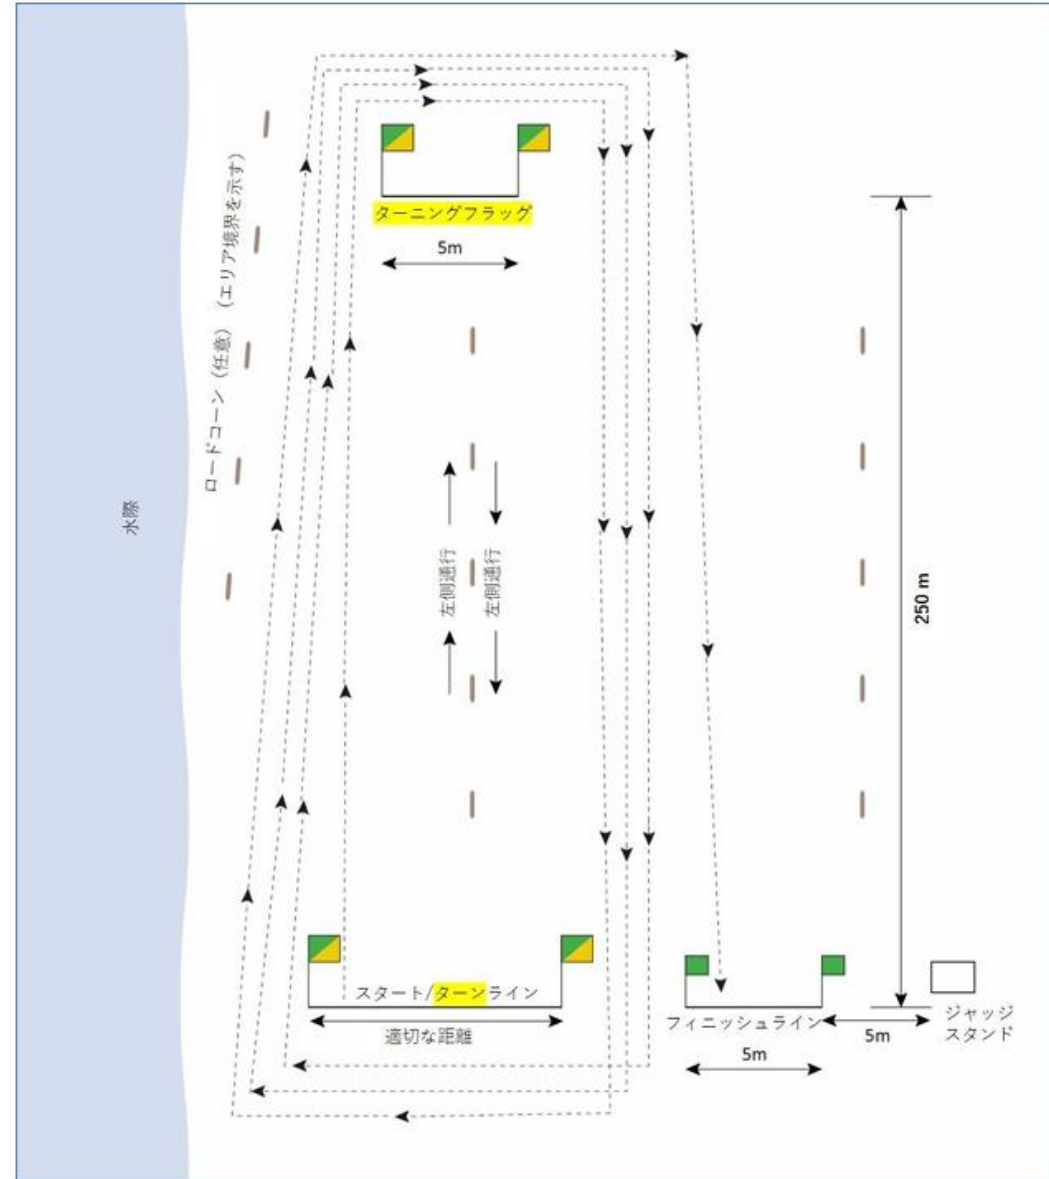 ロードコーン（任意）（エリア境界を示す）
ターニングフラッグ
5m
水際
左側通行
左側通行
250 m
スタート/ターンライン
適切な距離
フィニッシュライン
5m
5m
ジャッジ
スタンド